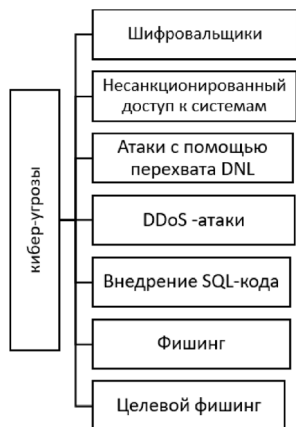 Шифровальщики
Несанкционированный
доступ к системам
Атаки с помощью
перехвата DNL
DDoS -атаки
Внедрение SQL-кода
Фишинг
Целевой фишинг
кибер-угрозы